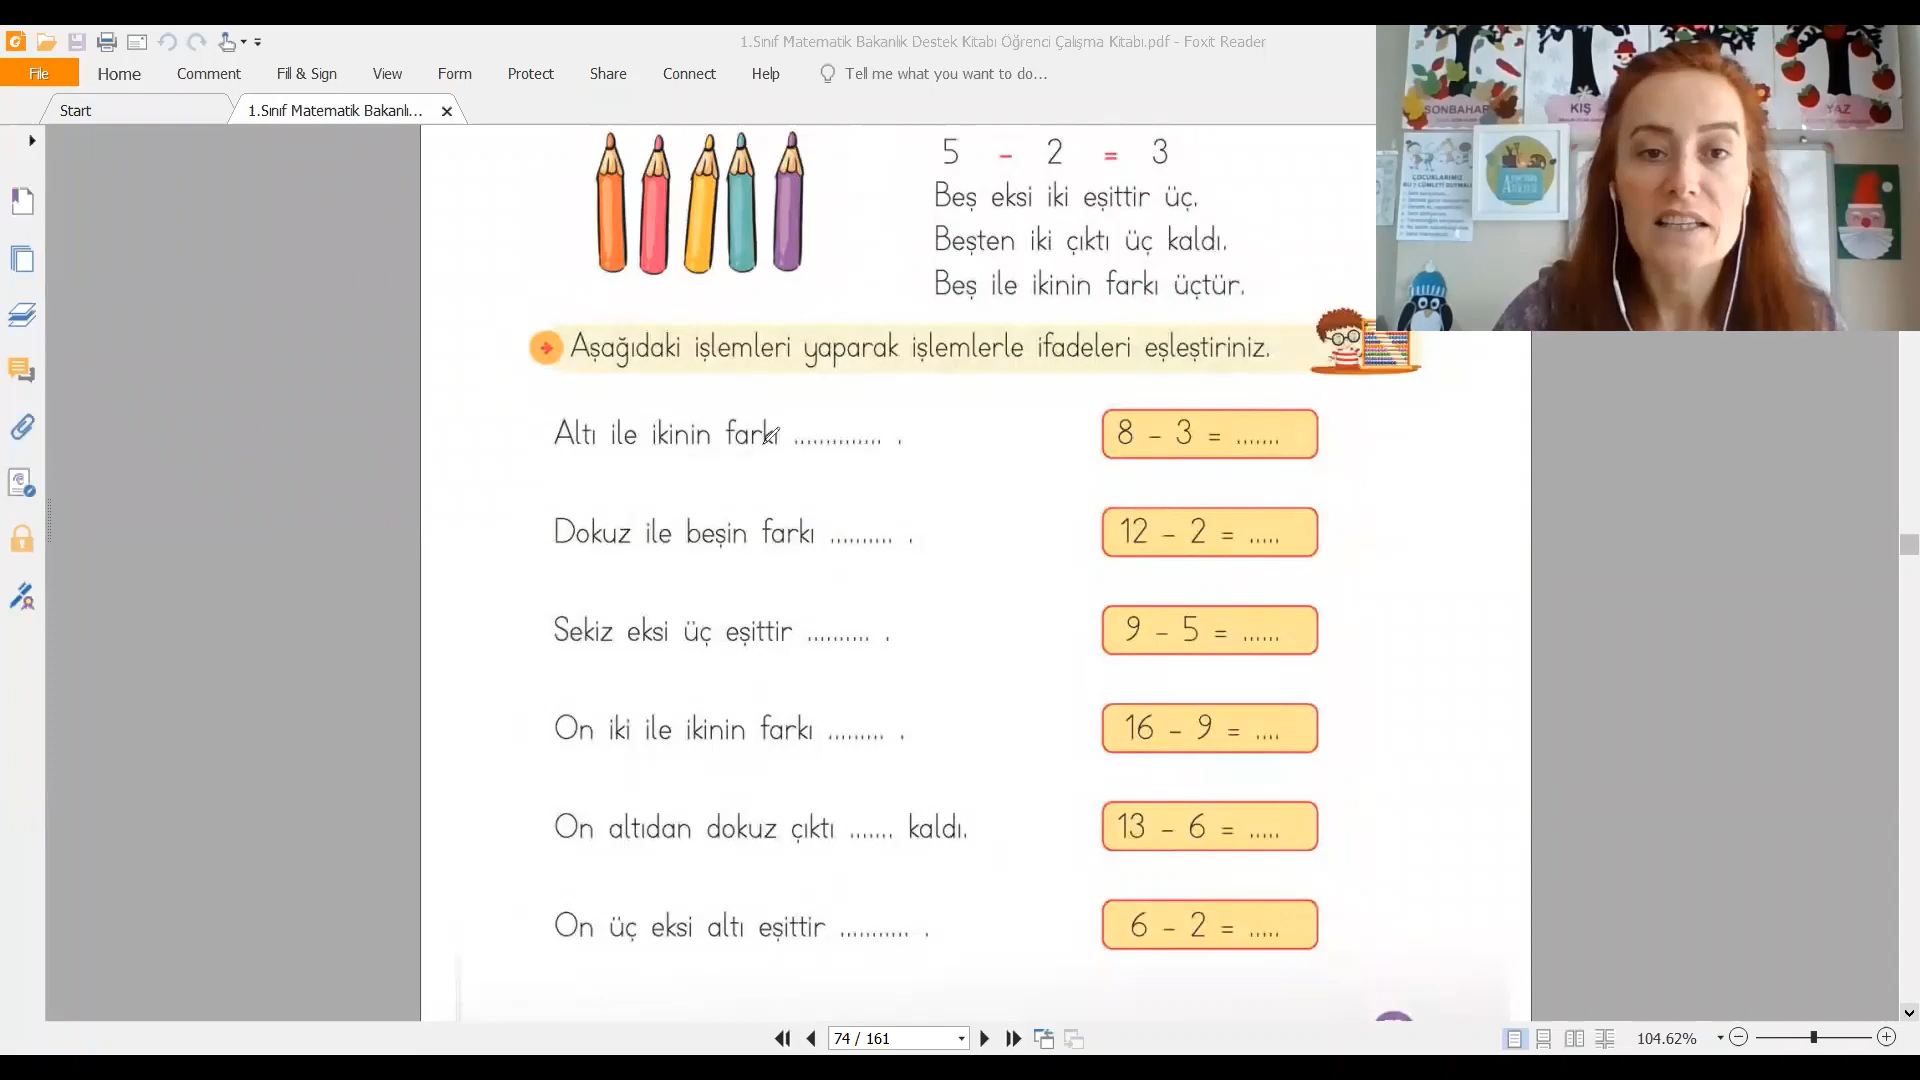 1.Sınıf Matematik Bakanlık Destek Kitabı Öğrenci Çalışma Kitabı.pdf - Foxit Reader
File Home Comment Fill & Sign View Form Protect Share Connect Help Tell me what you want to do...
Start 1.Sınıf Matematik Bakanlı...
SONBAHAR KIŞ YAZ
ÇOCUKLARIMIZ
5 - 2 = 3
Beş eksi iki eşittir üç.
Beşten iki çıktı üç kaldı.
Beş ile ikinin farkı üçtür.
Aşağıdaki işlemleri yaparak işlemlerle ifadeleri eşleştiriniz.
Altı ile ikinin farkı .............. .
8 - 3 = .......
Dokuz ile beşin farkı .......... .
12 - 2 = .....
Sekiz eksi üç eşittir .......... .
9 - 5 = ......
On iki ile ikinin farkı ......... .
16 - 9 = ....
On altıdan dokuz çıktı ....... kaldı.
13 - 6 = .....
On üç eksi altı eşittir ........... .
6 - 2 = .....
74 / 161
104.62%